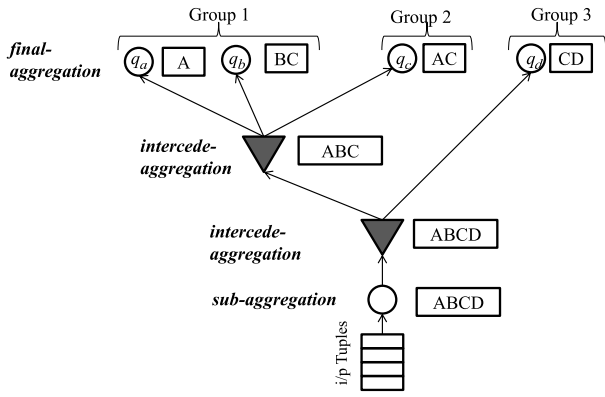 Group 1
Group 2
Group 3
final-
aggregation
qa A qb BC qc AC qd CD
intercede-
aggregation
ABC
intercede-
aggregation
ABCD
sub-aggregation
ABCD
i/p Tuples